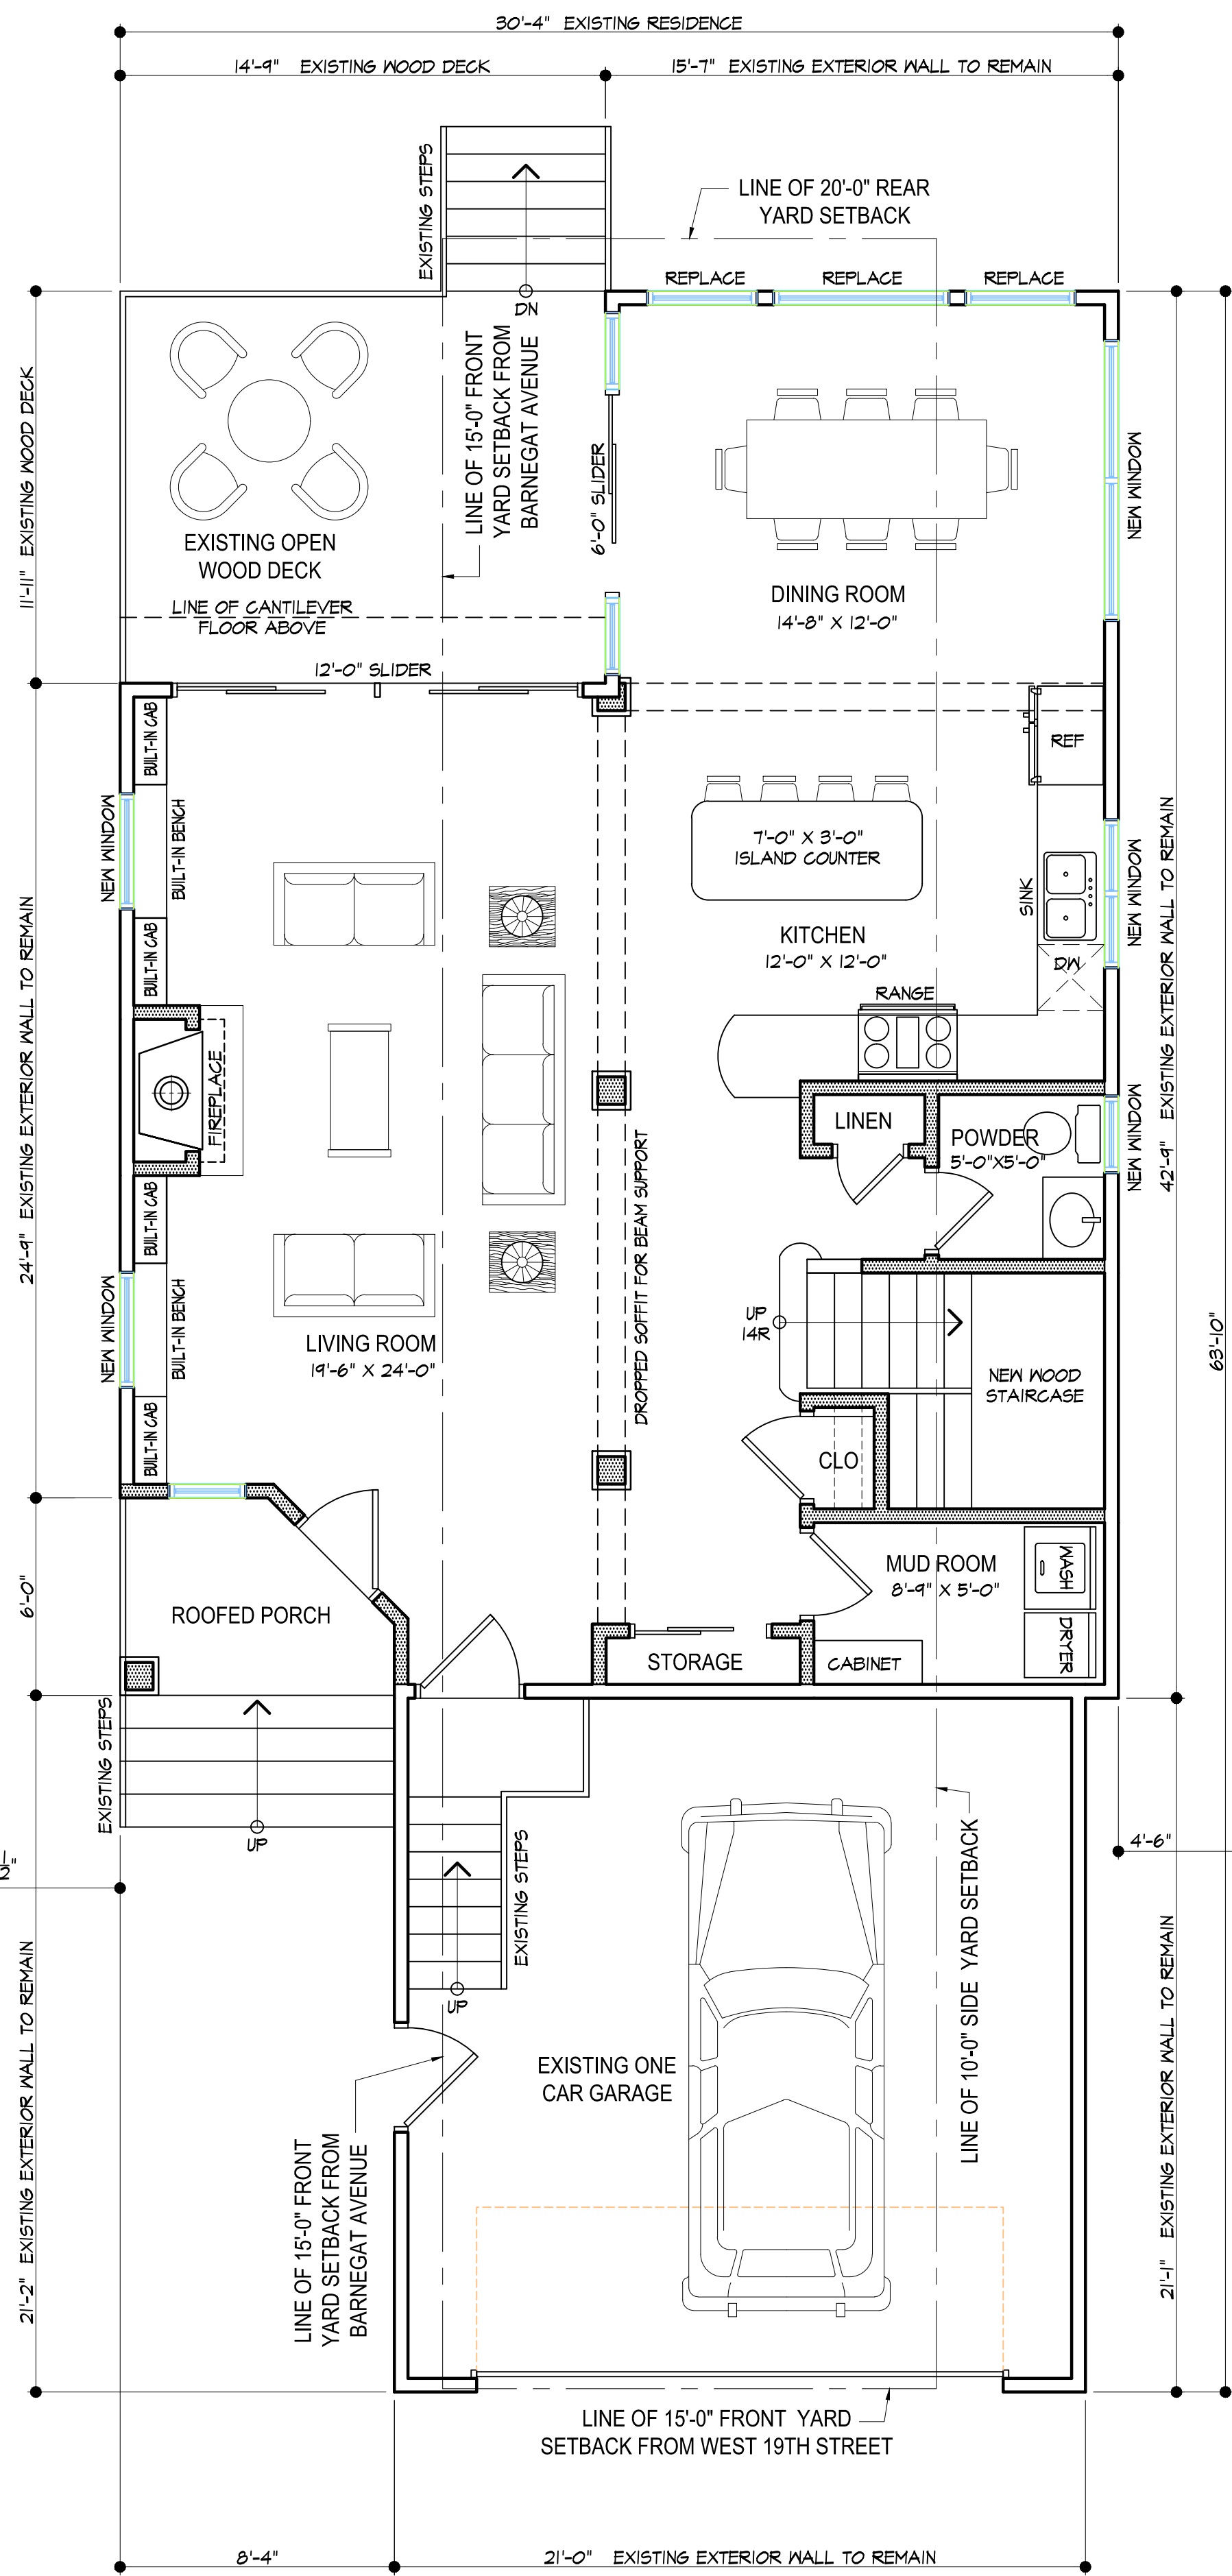 30'-4" EXISTING RESIDENCE
14'-9" EXISTING WOOD DECK
15'-7" EXISTING EXTERIOR WALL TO REMAIN
EXISTING STEPS
LINE OF 20'-0" REAR
YARD SETBACK
REPLACE
REPLACE
REPLACE
DN
LINE OF 15'-0" FRONT
YARD SETBACK FROM
BARNEGAT AVENUE
11'-11" EXISTING WOOD DECK
6'-0" SLIDER
NEW WINDOW
EXISTING OPEN
WOOD DECK
DINING ROOM
14'-8" X 12'-0"
LINE OF CANTILEVER
FLOOR ABOVE
12'-0" SLIDER
BUILT-IN CAB
REF
NEW WINDOW
BUILT-IN BENCH
7'-0" X 3'-0"
ISLAND COUNTER
SINK
NEW WINDOW
42'-9" EXISTING EXTERIOR WALL TO REMAIN
24'-9" EXISTING EXTERIOR WALL TO REMAIN
BUILT-IN CAB
KITCHEN
12'-0" X 12'-0"
DW
RANGE
FIREPLACE
LINEN
POWDER
5'-0"X5'-0"
NEW WINDOW
BUILT-IN CAB
DROPPED SOFFIT FOR BEAM SUPPORT
NEW WINDOW
BUILT-IN BENCH
UP
14R
63'-10"
LIVING ROOM
19'-6" X 24'-0"
NEW WOOD
STAIRCASE
BUILT-IN CAB
CLO
6'-0"
ROOFED PORCH
MUD ROOM
8'-9" X 5'-0"
WASH
DRYER
STORAGE
CABINET
EXISTING STEPS
UP
1/2"
EXISTING STEPS
UP
4'-6"
LINE OF 10'-0" SIDE YARD SETBACK
21'-2" EXISTING EXTERIOR WALL TO REMAIN
21'-1" EXISTING EXTERIOR WALL TO REMAIN
EXISTING ONE
CAR GARAGE
LINE OF 15'-0" FRONT
YARD SETBACK FROM
BARNEGAT AVENUE
LINE OF 15'-0" FRONT YARD
SETBACK FROM WEST 19TH STREET
8'-4"
21'-0" EXISTING EXTERIOR WALL TO REMAIN